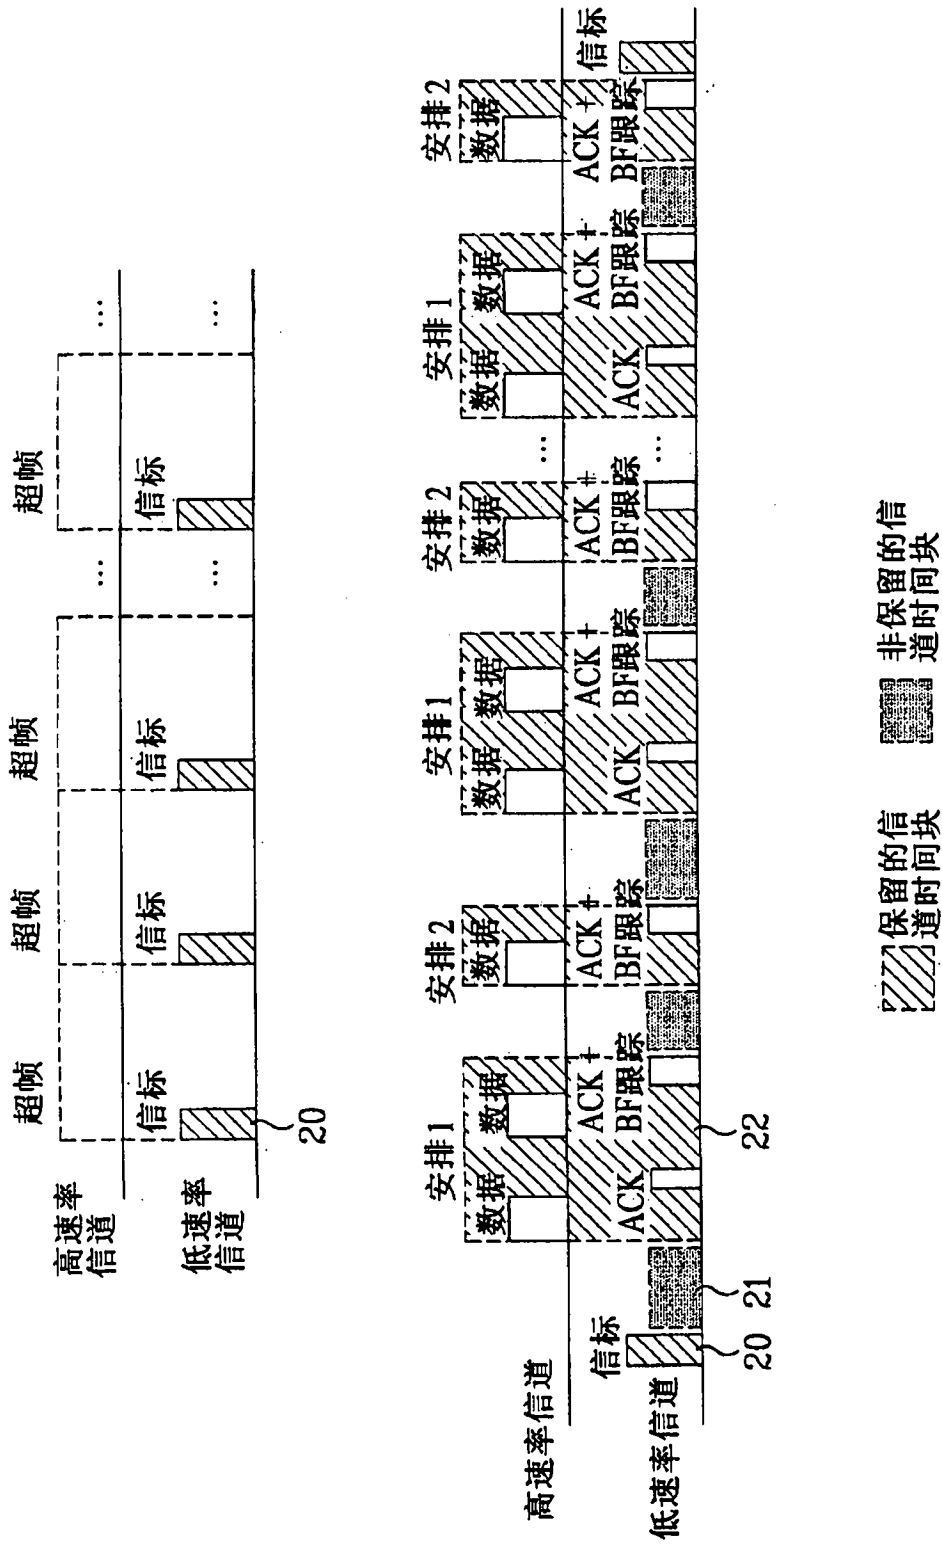 超帧
超帧
超帧
超帧
高速率
信道
...
...
信标
信标
信标
信标
低速率
信道
...
...
20
安排1
安排2
安排1
安排2
安排1
安排2
数据
数据
数据
数据
数据
数据
数据
数据
数据
高速率信道
...
信标
ACK
ACK+
BF跟踪
ACK+
BF跟踪
ACK
ACK+
BF跟踪
ACK+
BF跟踪
ACK
ACK+
BF跟踪
ACK+
BF跟踪
信标
低速率信道
...
20
21
22
保留的信
道时间块
非保留的信
道时间块